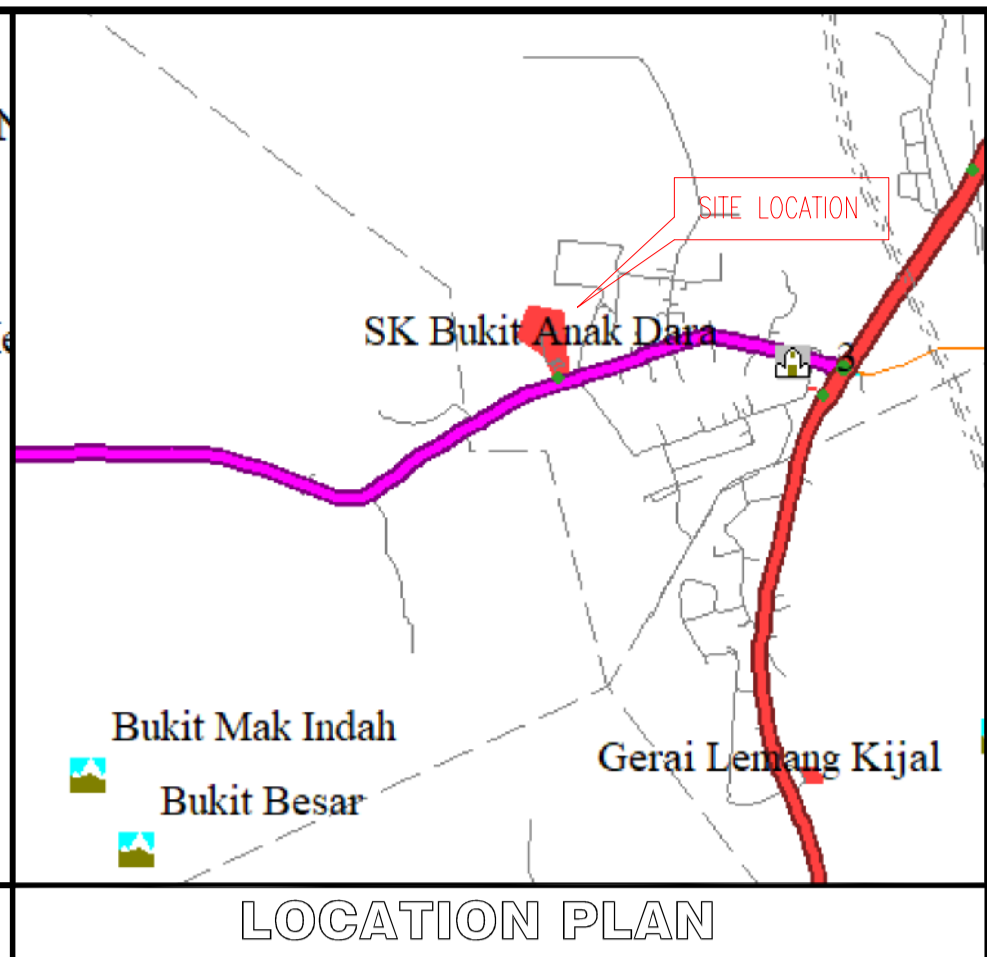 SITE LOCATION
SK Bukit Anak Dara
3
Bukit Mak Indah
Gerai Lemang Kijal
Bukit Besar
LOCATION PLAN